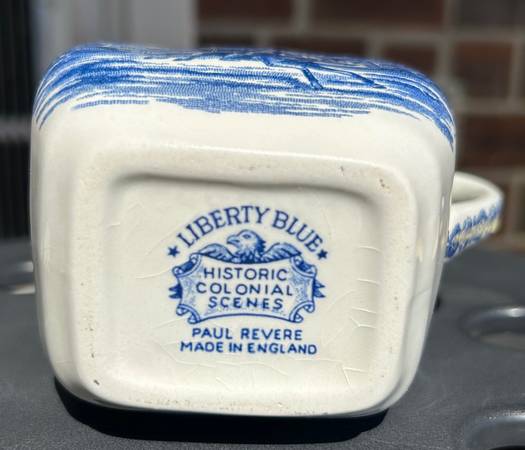 ★ LIBERTY BLUE ★
HISTORIC
COLONIAL
SCENES
PAUL REVERE
MADE IN ENGLAND